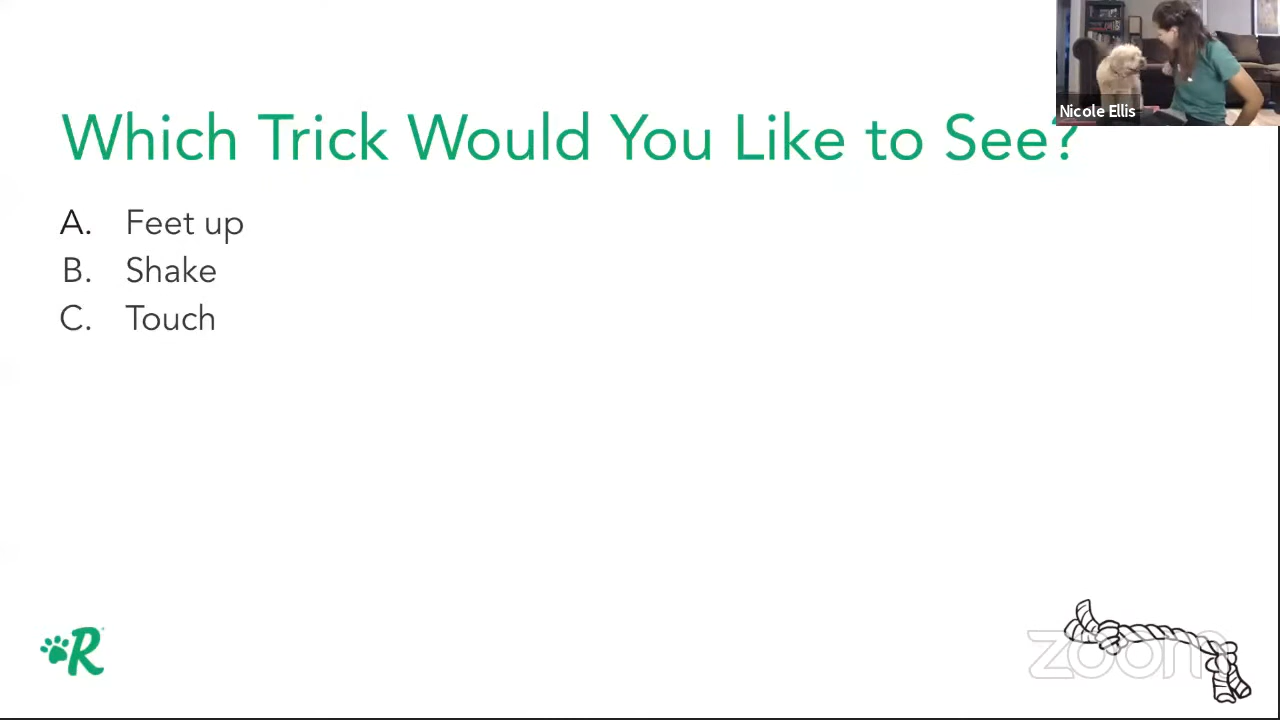 Nicole Ellis
Which Trick Would You Like to See?
A. Feet up
B. Shake
C. Touch
R
zoom